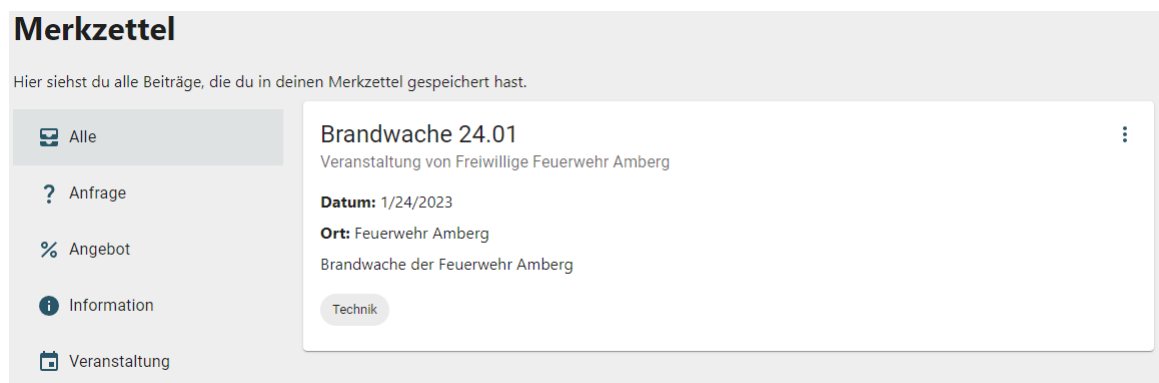 Merkzettel
Hier siehst du alle Beiträge, die du in deinen Merkzettel gespeichert hast.
Alle
Anfrage
Angebot
Information
Veranstaltung
Brandwache 24.01
Veranstaltung von Freiwillige Feuerwehr Amberg
Datum: 1/24/2023
Ort: Feuerwehr Amberg
Brandwache der Feuerwehr Amberg
Technik